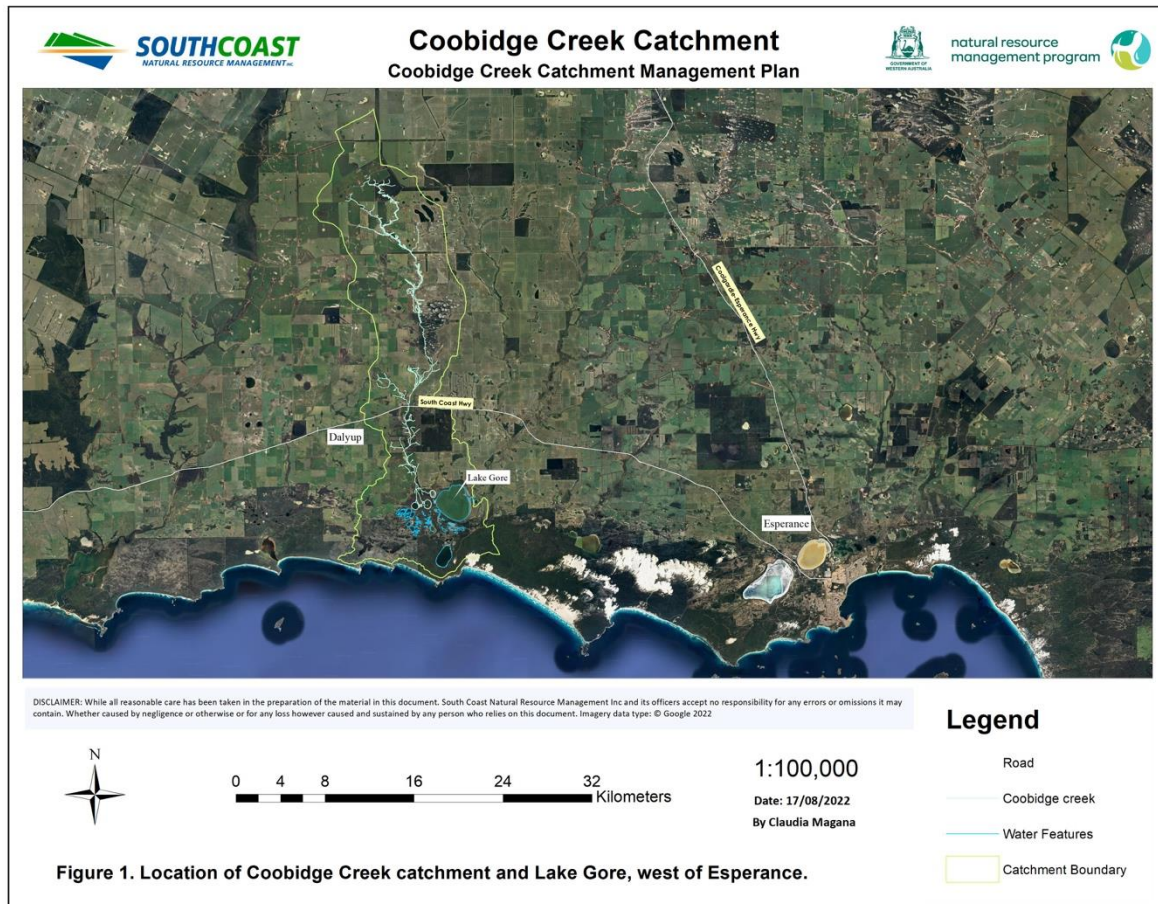 SOUTHCOAST
NATURAL RESOURCE MANAGEMENT INC
Coobidge Creek Catchment
Coobidge Creek Catchment Management Plan
GOVERNMENT OF
WESTERN AUSTRALIA
natural resource
management program
Coolgardie-Esperance Hwy
South Coast Hwy
Dalyup
Lake Gore
Esperance
DISCLAIMER: While all reasonable care has been taken in the preparation of the material in this document. South Coast Natural Resource Management Inc and its officers accept no responsibility for any errors or omissions it may
contain. Whether caused by negligence or otherwise or for any loss however caused and sustained by any person who relies on this document. Imagery data type: © Google 2022
N
0 4 8 16 24 32
Kilometers
1:100,000
Date: 17/08/2022
By Claudia Magana
Legend
Road
Coobidge creek
Water Features
Catchment Boundary
Figure 1. Location of Coobidge Creek catchment and Lake Gore, west of Esperance.